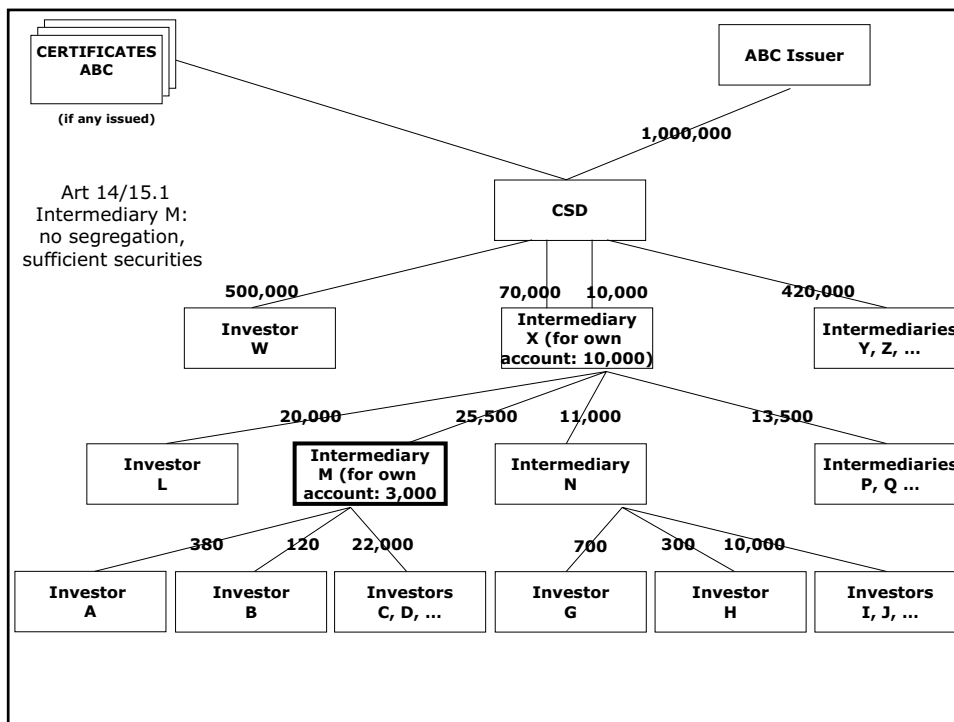 CERTIFICATES
ABC
(if any issued)
ABC Issuer
1,000,000
Art 14/15.1
Intermediary M:
no segregation,
sufficient securities
CSD
500,000
70,000
10,000
420,000
Investor
W
Intermediary
X (for own
account: 10,000)
Intermediaries
Y, Z, ...
20,000
25,500
11,000
13,500
Investor
L
Intermediary
M (for own
account: 3,000
Intermediary
N
Intermediaries
P, Q ...
380
120
22,000
700
300
10,000
Investor
A
Investor
B
Investors
C, D, ...
Investor
G
Investor
H
Investors
I, J, ...